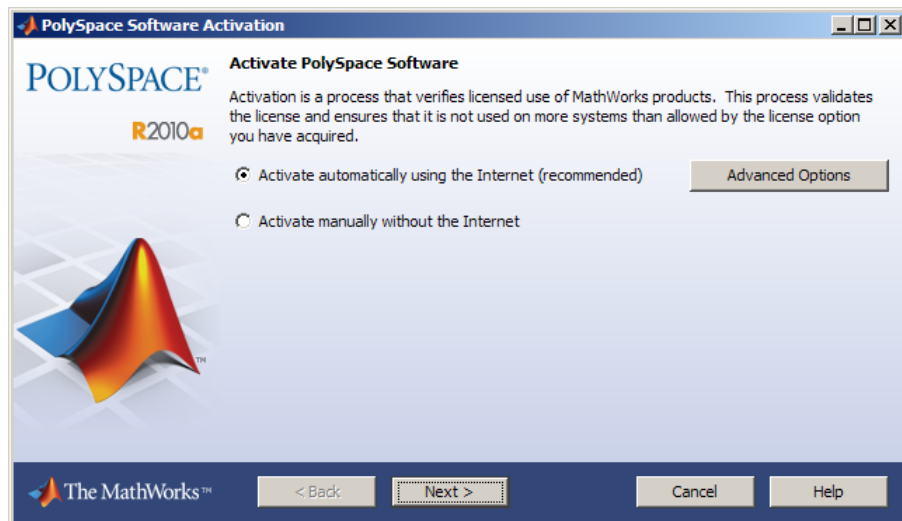 PolySpace Software Activation
POLYSPACE®
R2010a
Activate PolySpace Software
Activation is a process that verifies licensed use of MathWorks products. This process validates
the license and ensures that it is not used on more systems than allowed by the license option
you have acquired.
Activate automatically using the Internet (recommended)
Advanced Options
Activate manually without the Internet
TM
The MathWorks™
< Back
Next >
Cancel
Help